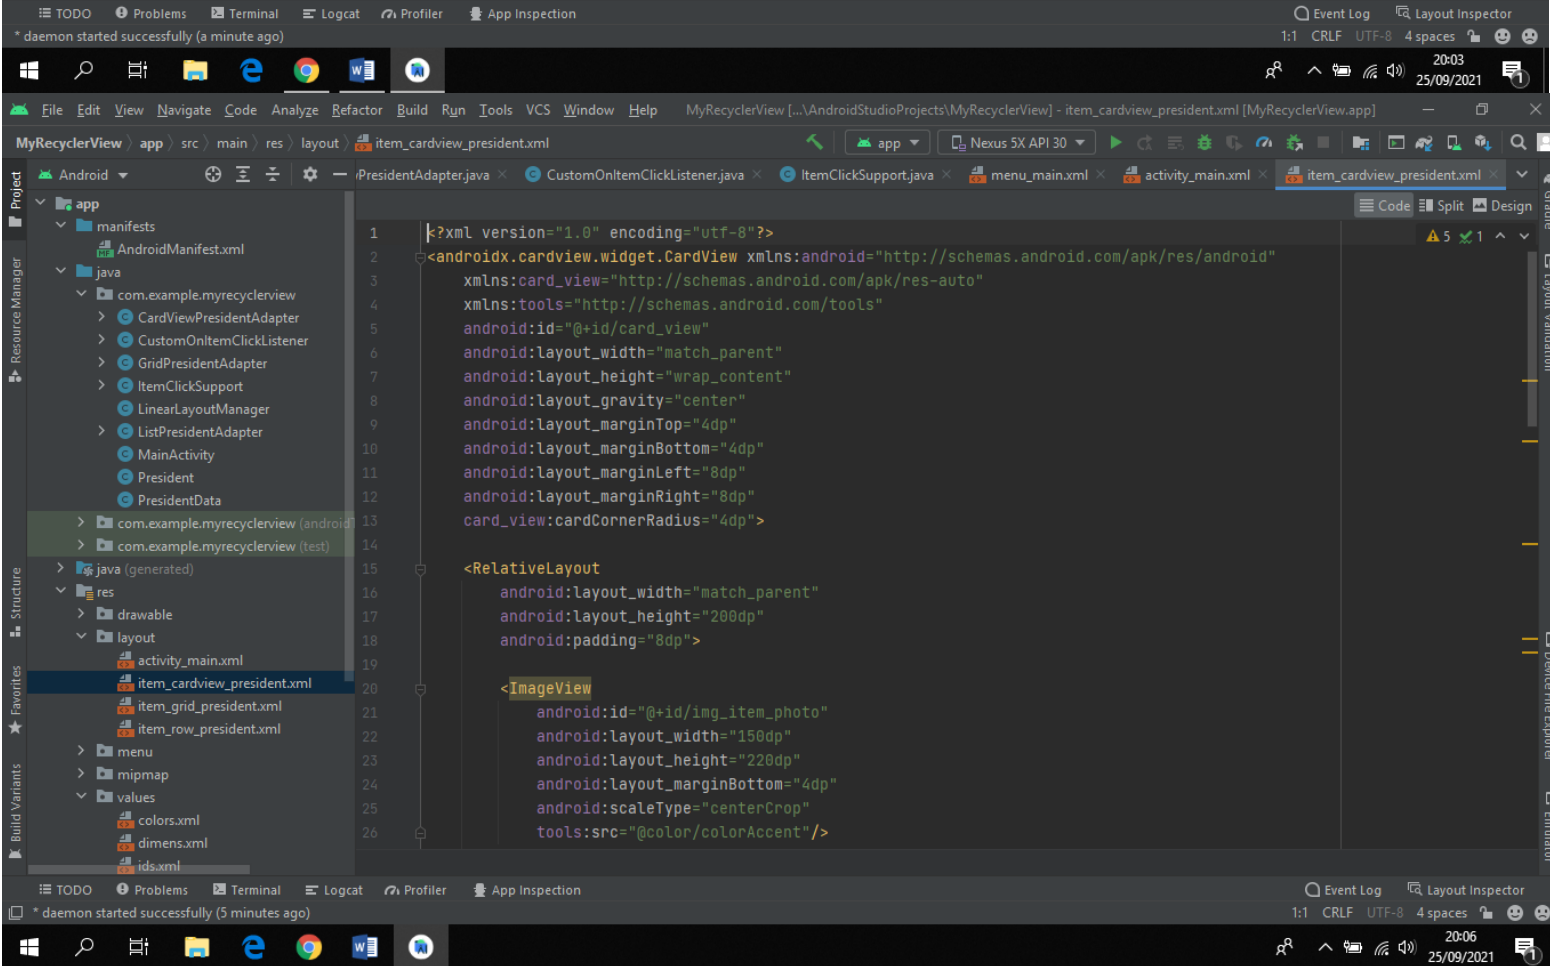 TODO Problems Terminal Logcat Profiler App Inspection Event Log Layout Inspector
* daemon started successfully (a minute ago) 1:1 CRLF UTF-8 4 spaces
20:03
25/09/2021
1
File Edit View Navigate Code Analyze Refactor Build Run Tools VCS Window Help MyRecyclerView [...\AndroidStudioProjects\MyRecyclerView] - item_cardview_president.xml [MyRecyclerView.app]
MyRecyclerView app src main res layout item_cardview_president.xml app Nexus 5X API 30
Android PresidentAdapter.java CustomOnItemClickListener.java ItemClickSupport.java menu_main.xml activity_main.xml item_cardview_president.xml
Code Split Design
5 1
Project
Resource Manager
Structure
Favorites
Build Variants
app
manifests
AndroidManifest.xml
java
com.example.myrecyclerview
CardViewPresidentAdapter
CustomOnItemClickListener
GridPresidentAdapter
ItemClickSupport
LinearLayoutManager
ListPresidentAdapter
MainActivity
President
PresidentData
com.example.myrecyclerview (android
com.example.myrecyclerview (test)
java (generated)
res
drawable
layout
activity_main.xml
item_cardview_president.xml
item_grid_president.xml
item_row_president.xml
menu
mipmap
values
colors.xml
dimens.xml
ids.xml
1 <?xml version="1.0" encoding="utf-8"?>
2 <androidx.cardview.widget.CardView xmlns:android="http://schemas.android.com/apk/res/android"
3 xmlns:card_view="http://schemas.android.com/apk/res-auto"
4 xmlns:tools="http://schemas.android.com/tools"
5 android:id="@+id/card_view"
6 android:layout_width="match_parent"
7 android:layout_height="wrap_content"
8 android:layout_gravity="center"
9 android:layout_marginTop="4dp"
10 android:layout_marginBottom="4dp"
11 android:layout_marginLeft="8dp"
12 android:layout_marginRight="8dp"
13 card_view:cardCornerRadius="4dp">
14
15 <RelativeLayout
16 android:layout_width="match_parent"
17 android:layout_height="200dp"
18 android:padding="8dp">
19
20 <ImageView
21 android:id="@+id/img_item_photo"
22 android:layout_width="150dp"
23 android:layout_height="220dp"
24 android:layout_marginBottom="4dp"
25 android:scaleType="centerCrop"
26 tools:src="@color/colorAccent"/>
TODO Problems Terminal Logcat Profiler App Inspection Event Log Layout Inspector
* daemon started successfully (5 minutes ago) 1:1 CRLF UTF-8 4 spaces
20:06
25/09/2021
1